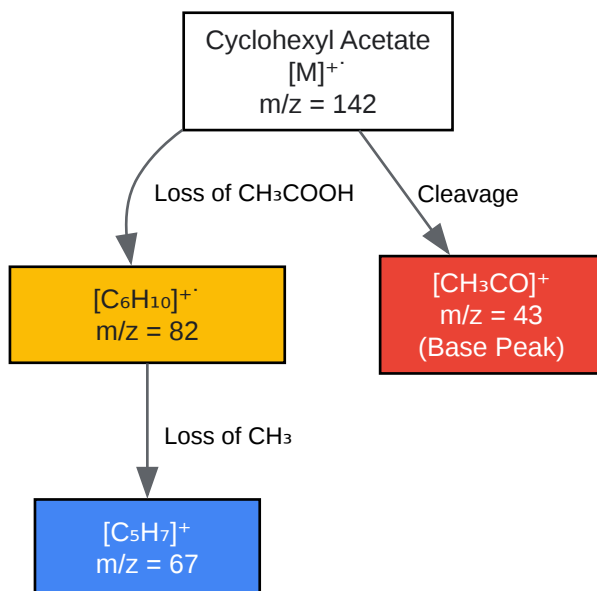 Cyclohexyl Acetate
[M]⁺˙
m/z = 142
Loss of CH₃COOH
Cleavage
[C₆H₁₀]⁺˙
m/z = 82
[CH₃CO]⁺
m/z = 43
(Base Peak)
Loss of CH₃
[C₅H₇]⁺
m/z = 67